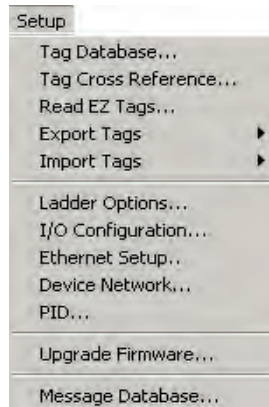 Setup
Tag Database...
Tag Cross Reference...
Read EZ Tags...
Export Tags
Import Tags
Ladder Options...
I/O Configuration...
Ethernet Setup..
Device Network...
PID...
Upgrade Firmware...
Message Database...